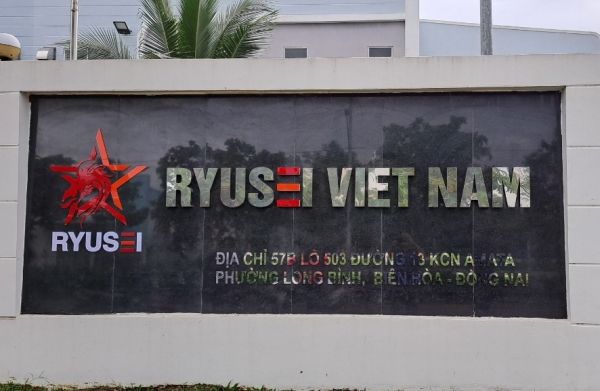 RYUSEI VIET NAM
RYUSEI
ĐỊA CHỈ 57B LÔ 503 ĐƯỜNG 13 KCN AMATA
PHƯỜNG LONG BÌNH, BIÊN HÒA - ĐỒNG NAI